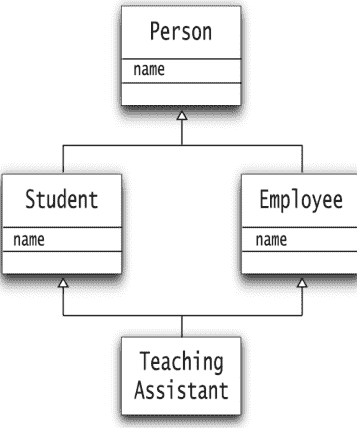 Person
name
Student
name
Employee
name
Teaching
Assistant